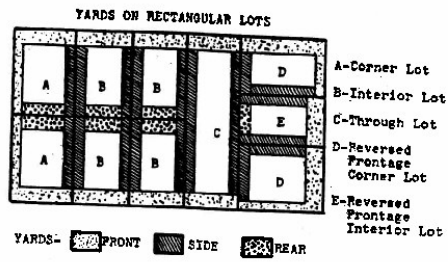 YARDS ON RECTANGULAR LOTS
A B B C D
E
A B B D
A-Corner Lot
B-Interior Lot
C-Through Lot
D-Reversed
Frontage
Corner Lot
E-Reversed
Frontage
Interior Lot
YARDS- FRONT SIDE REAR